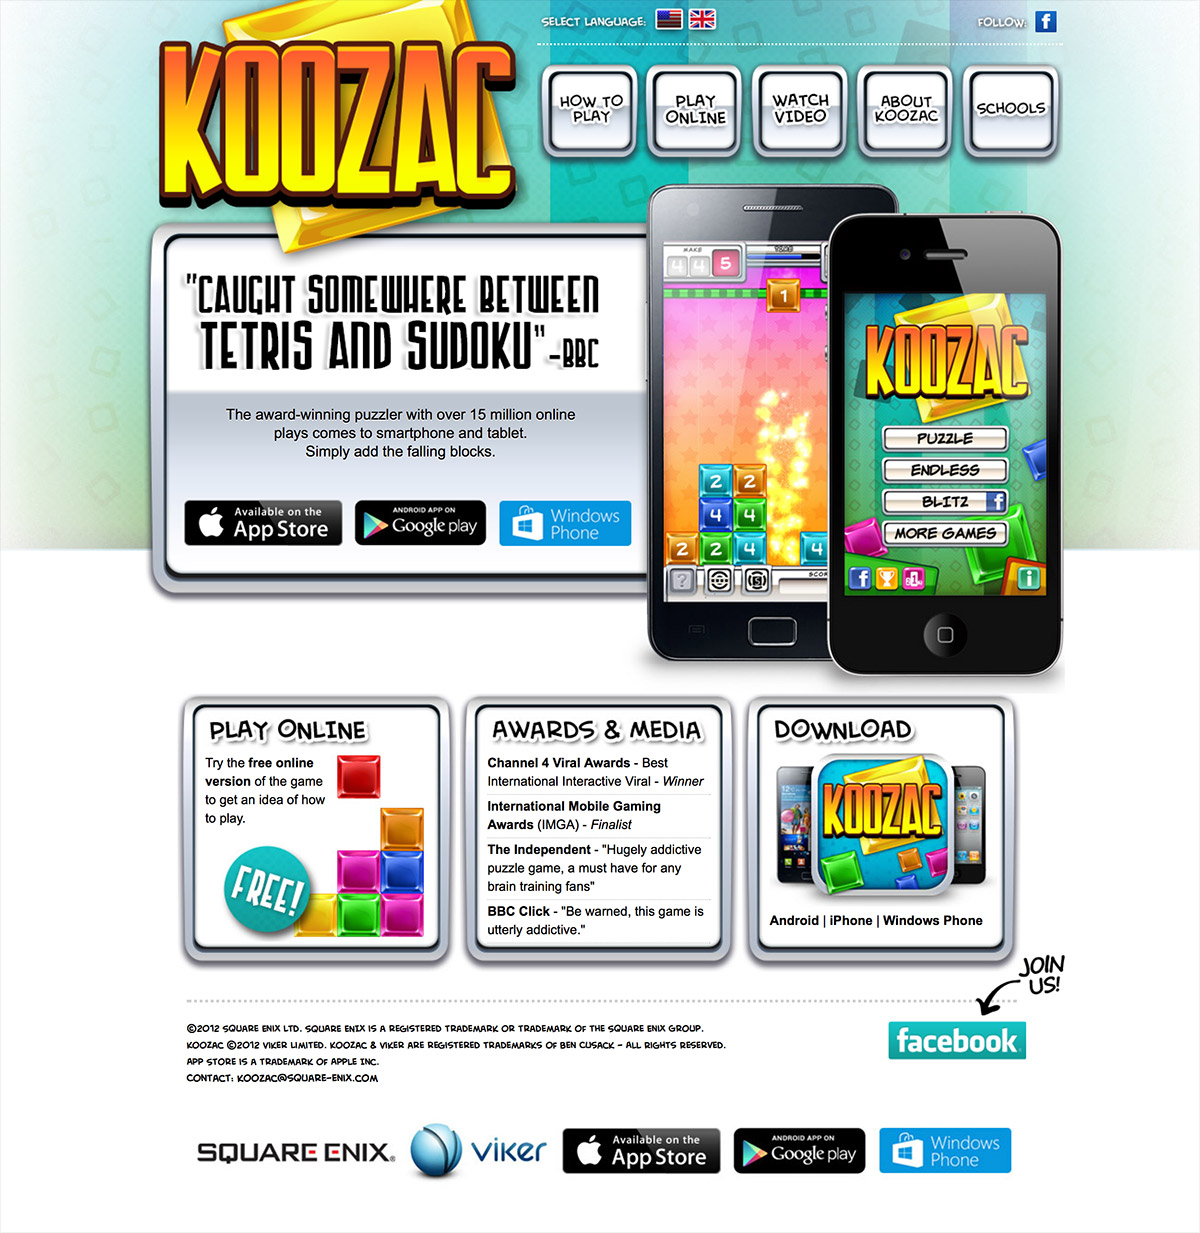 SELECT LANGUAGE:
FOLLOW:
f
KOOZAC
HOW TO
PLAY
PLAY
ONLINE
WATCH
VIDEO
ABOUT
KOOZAC
SCHOOLS
"CAUGHT SOMEWHERE BETWEEN
TETRIS AND SUDOKU" -BBC
The award-winning puzzler with over 15 million online
plays comes to smartphone and tablet.
Simply add the falling blocks.
Available on the
App Store
ANDROID APP ON
Google play
Windows
Phone
MAKE
4 4 5
1
2 2
4 4
2 2 4 4
?
SCOR
KOOZAC
PUZZLE
ENDLESS
BLITZ f
MORE GAMES
f
i
PLAY ONLINE
Try the free online
version of the game
to get an idea of how
to play.
FREE!
AWARDS & MEDIA
Channel 4 Viral Awards - Best
International Interactive Viral - Winner
International Mobile Gaming
Awards (IMGA) - Finalist
The Independent - "Hugely addictive
puzzle game, a must have for any
brain training fans"
BBC Click - "Be warned, this game is
utterly addictive."
DOWNLOAD
KOOZAC
Android | iPhone | Windows Phone
JOIN
US!
facebook
©2012 SQUARE ENIX LTD. SQUARE ENIX IS A REGISTERED TRADEMARK OR TRADEMARK OF THE SQUARE ENIX GROUP.
KOOZAC ©2012 VIKER LIMITED. KOOZAC & VIKER ARE REGISTERED TRADEMARKS OF BEN CUSACK - ALL RIGHTS RESERVED.
APP STORE IS A TRADEMARK OF APPLE INC.
CONTACT: KOOZAC@SQUARE-ENIX.COM
SQUARE ENIX®
viker
Available on the
App Store
ANDROID APP ON
Google play
Windows
Phone